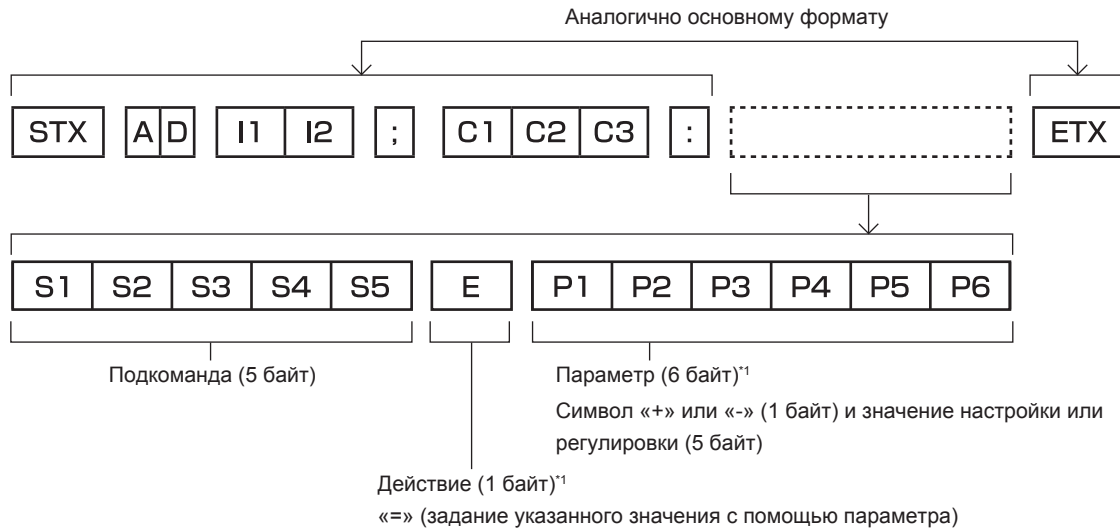 Аналогично основному формату
STX A D I1 I2 ; C1 C2 C3 : ETX
S1 S2 S3 S4 S5 E P1 P2 P3 P4 P5 P6
Подкоманда (5 байт)
Параметр (6 байт)*1
Символ «+» или «-» (1 байт) и значение настройки или
регулировки (5 байт)
Действие (1 байт)*1
«=» (задание указанного значения с помощью параметра)